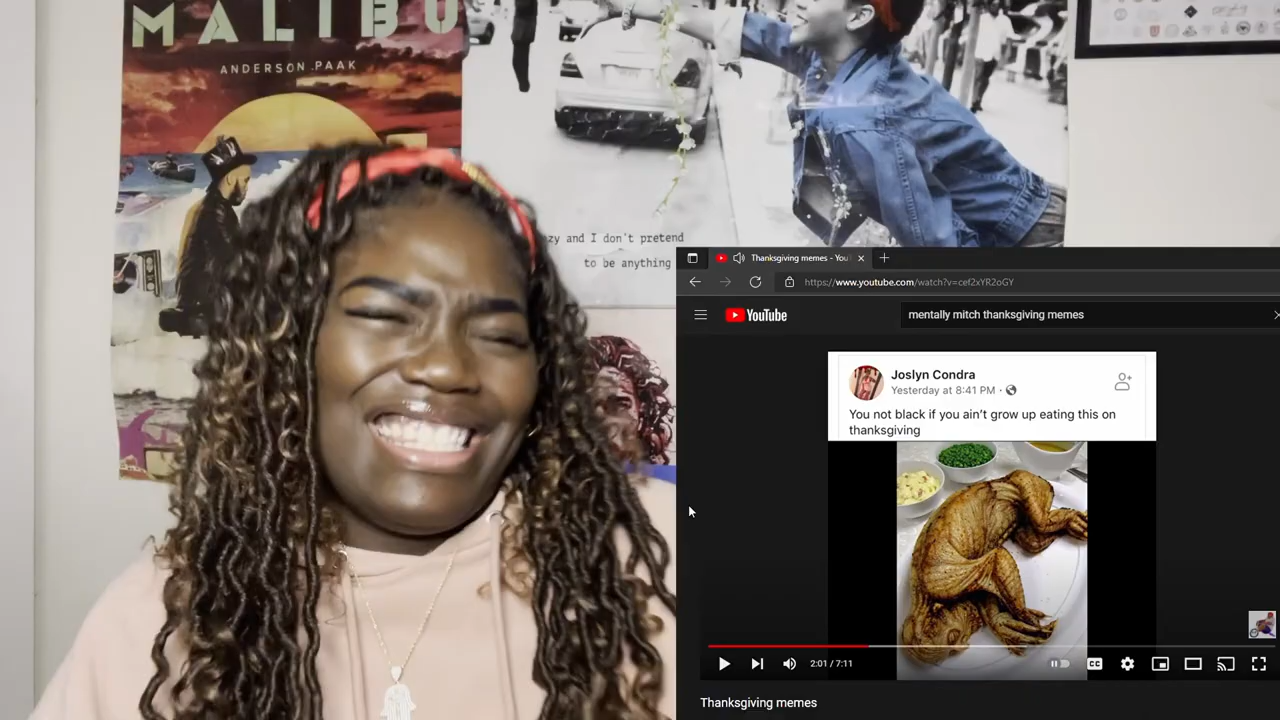 MALIBU
ANDERSON .PAAK
zy and I don't pretend
to be anything
Thanksgiving memes - You
https://www.youtube.com/watch?v=cef2xYR2oGY
YouTube
mentally mitch thanksgiving memes
Joslyn Condra
Yesterday at 8:41 PM
You not black if you ain't grow up eating this on
thanksgiving
2:01 / 7:11
CC
Thanksgiving memes